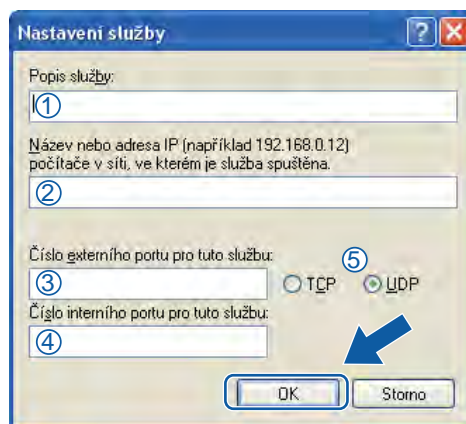 Nastavení služby
Popis služby:
①
Název nebo adresa IP (například 192.168.0.12)
počítače v síti, ve kterém je služba spuštěna.
②
Číslo externího portu pro tuto službu:
③ TCP ⑤ UDP
Číslo interního portu pro tuto službu:
④
OK Storno